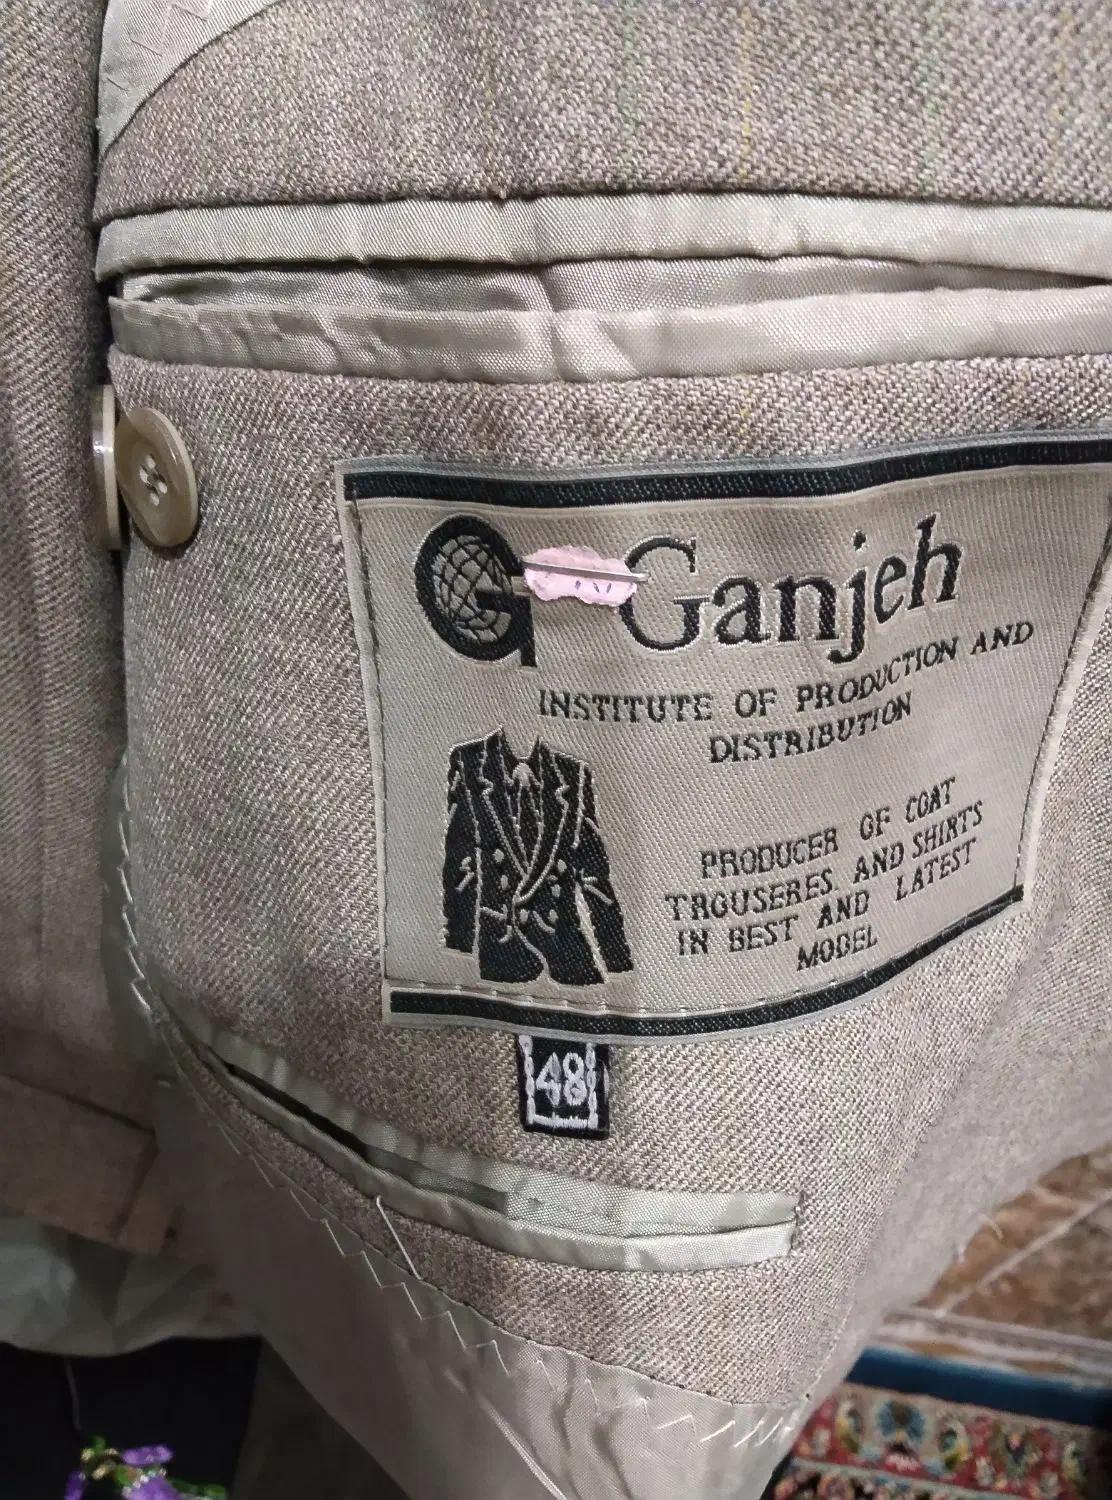 G Ganjeh
INSTITUTE OF PRODUCTION AND
DISTRIBUTION
PRODUCER OF COAT
TROUSERES. AND SHIRTS
IN BEST AND LATEST
MODEL
48